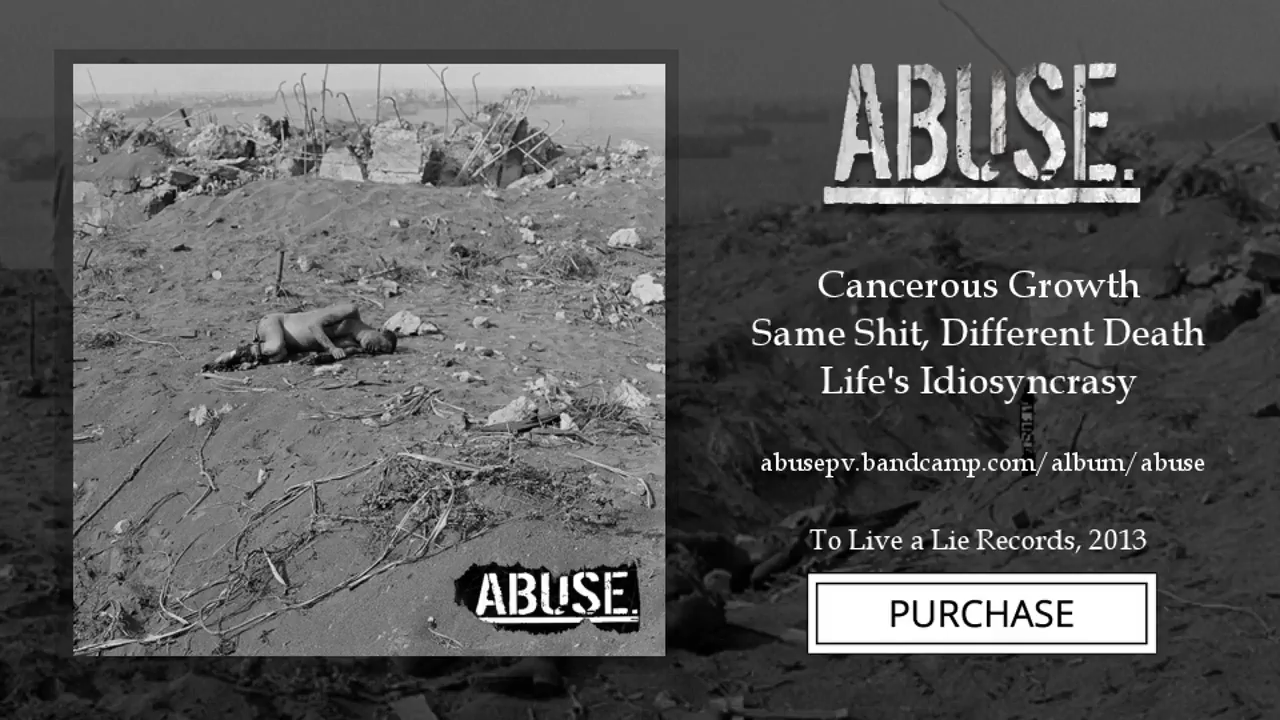 ABUSE.
Cancerous Growth
Same Shit, Different Death
Life's Idiosyncrasy
abusepv.bandcamp.com/album/abuse
To Live a Lie Records, 2013
PURCHASE
ABUSE.